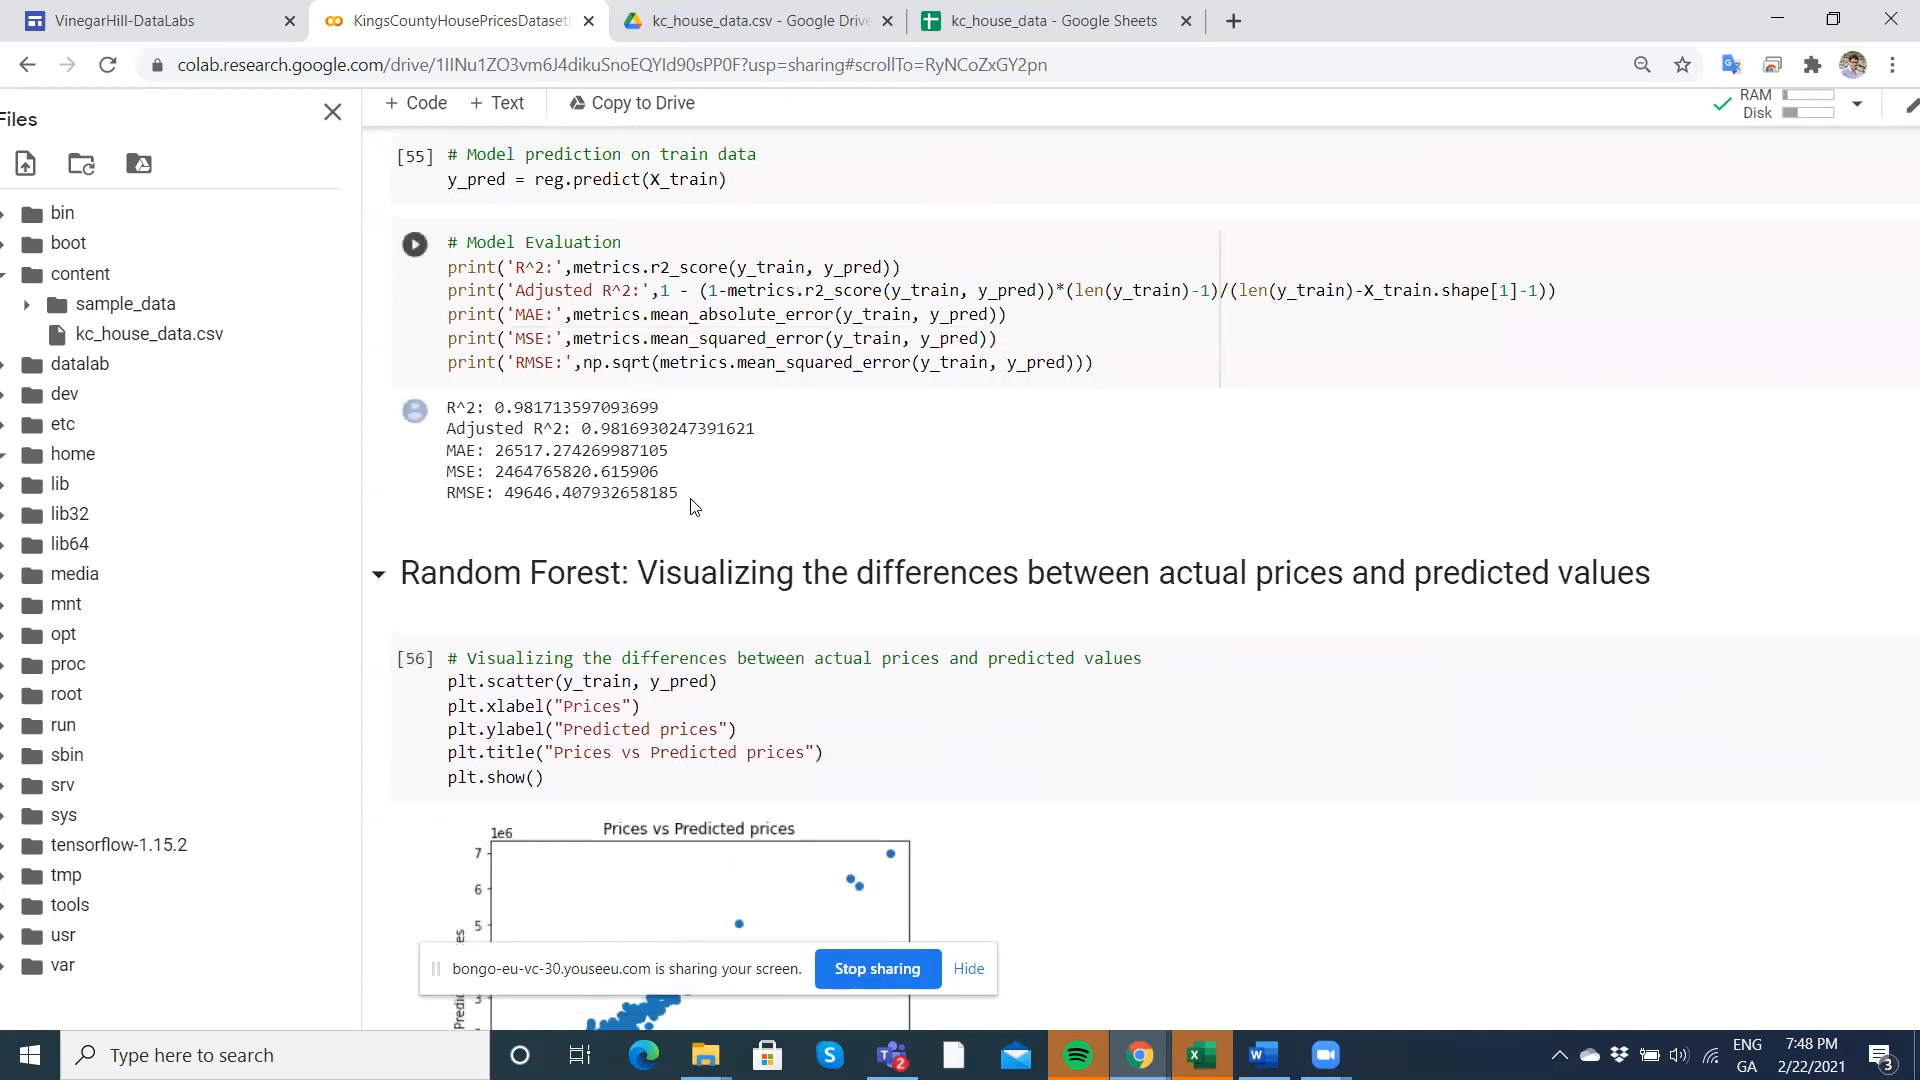 VinegarHill-DataLabs
KingsCountyHousePricesDataset
kc_house_data.csv - Google Drive
kc_house_data - Google Sheets
colab.research.google.com/drive/1IINu1ZO3vm6J4dikuSnoEQYId90sPP0F?usp=sharing#scrollTo=RyNCoZxGY2pn
+ Code + Text Copy to Drive
RAM
Disk
Files
bin
boot
content
sample_data
kc_house_data.csv
datalab
dev
etc
home
lib
lib32
lib64
media
mnt
opt
proc
root
run
sbin
srv
sys
tensorflow-1.15.2
tmp
tools
usr
var
[55] # Model prediction on train data
y_pred = reg.predict(X_train)
# Model Evaluation
print('R^2:',metrics.r2_score(y_train, y_pred))
print('Adjusted R^2:',1 - (1-metrics.r2_score(y_train, y_pred))*(len(y_train)-1)/(len(y_train)-X_train.shape[1]-1))
print('MAE:',metrics.mean_absolute_error(y_train, y_pred))
print('MSE:',metrics.mean_squared_error(y_train, y_pred))
print('RMSE:',np.sqrt(metrics.mean_squared_error(y_train, y_pred)))
R^2: 0.981713597093699
Adjusted R^2: 0.9816930247391621
MAE: 26517.274269987105
MSE: 2464765820.615906
RMSE: 49646.407932658185
Random Forest: Visualizing the differences between actual prices and predicted values
[56] # Visualizing the differences between actual prices and predicted values
plt.scatter(y_train, y_pred)
plt.xlabel("Prices")
plt.ylabel("Predicted prices")
plt.title("Prices vs Predicted prices")
plt.show()
1e6 Prices vs Predicted prices
7
6
5
3
bongo-eu-vc-30.youseeu.com is sharing your screen. Stop sharing Hide
Type here to search
2
ENG
GA
7:48 PM
2/22/2021
3